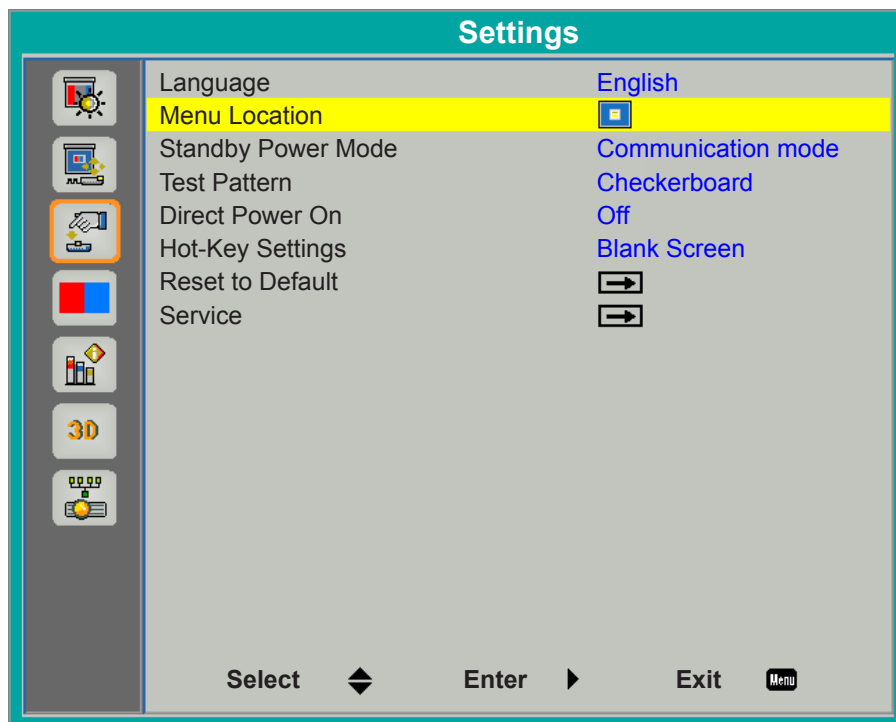 Settings
Language English
Menu Location
Standby Power Mode Communication mode
Test Pattern Checkerboard
Direct Power On Off
Hot-Key Settings Blank Screen
Reset to Default
Service
3D
Select Enter Exit Menu